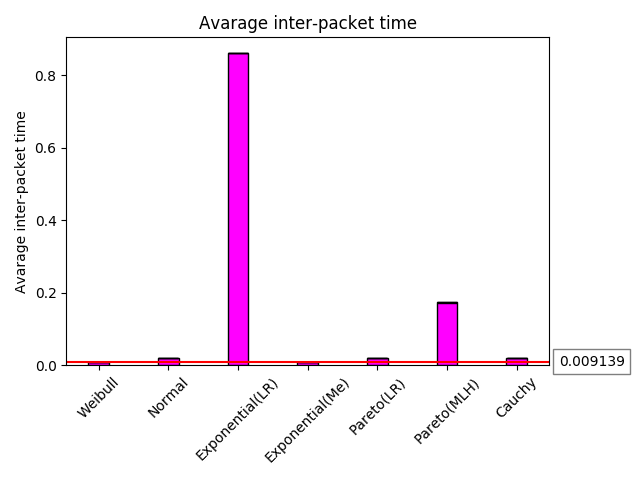 Avarage inter-packet time
Avarage inter-packet time
0.8
0.6
0.4
0.2
0.0
0.009139
Weibull
Normal
Exponential(LR)
Exponential(Me)
Pareto(LR)
Pareto(MLH)
Cauchy